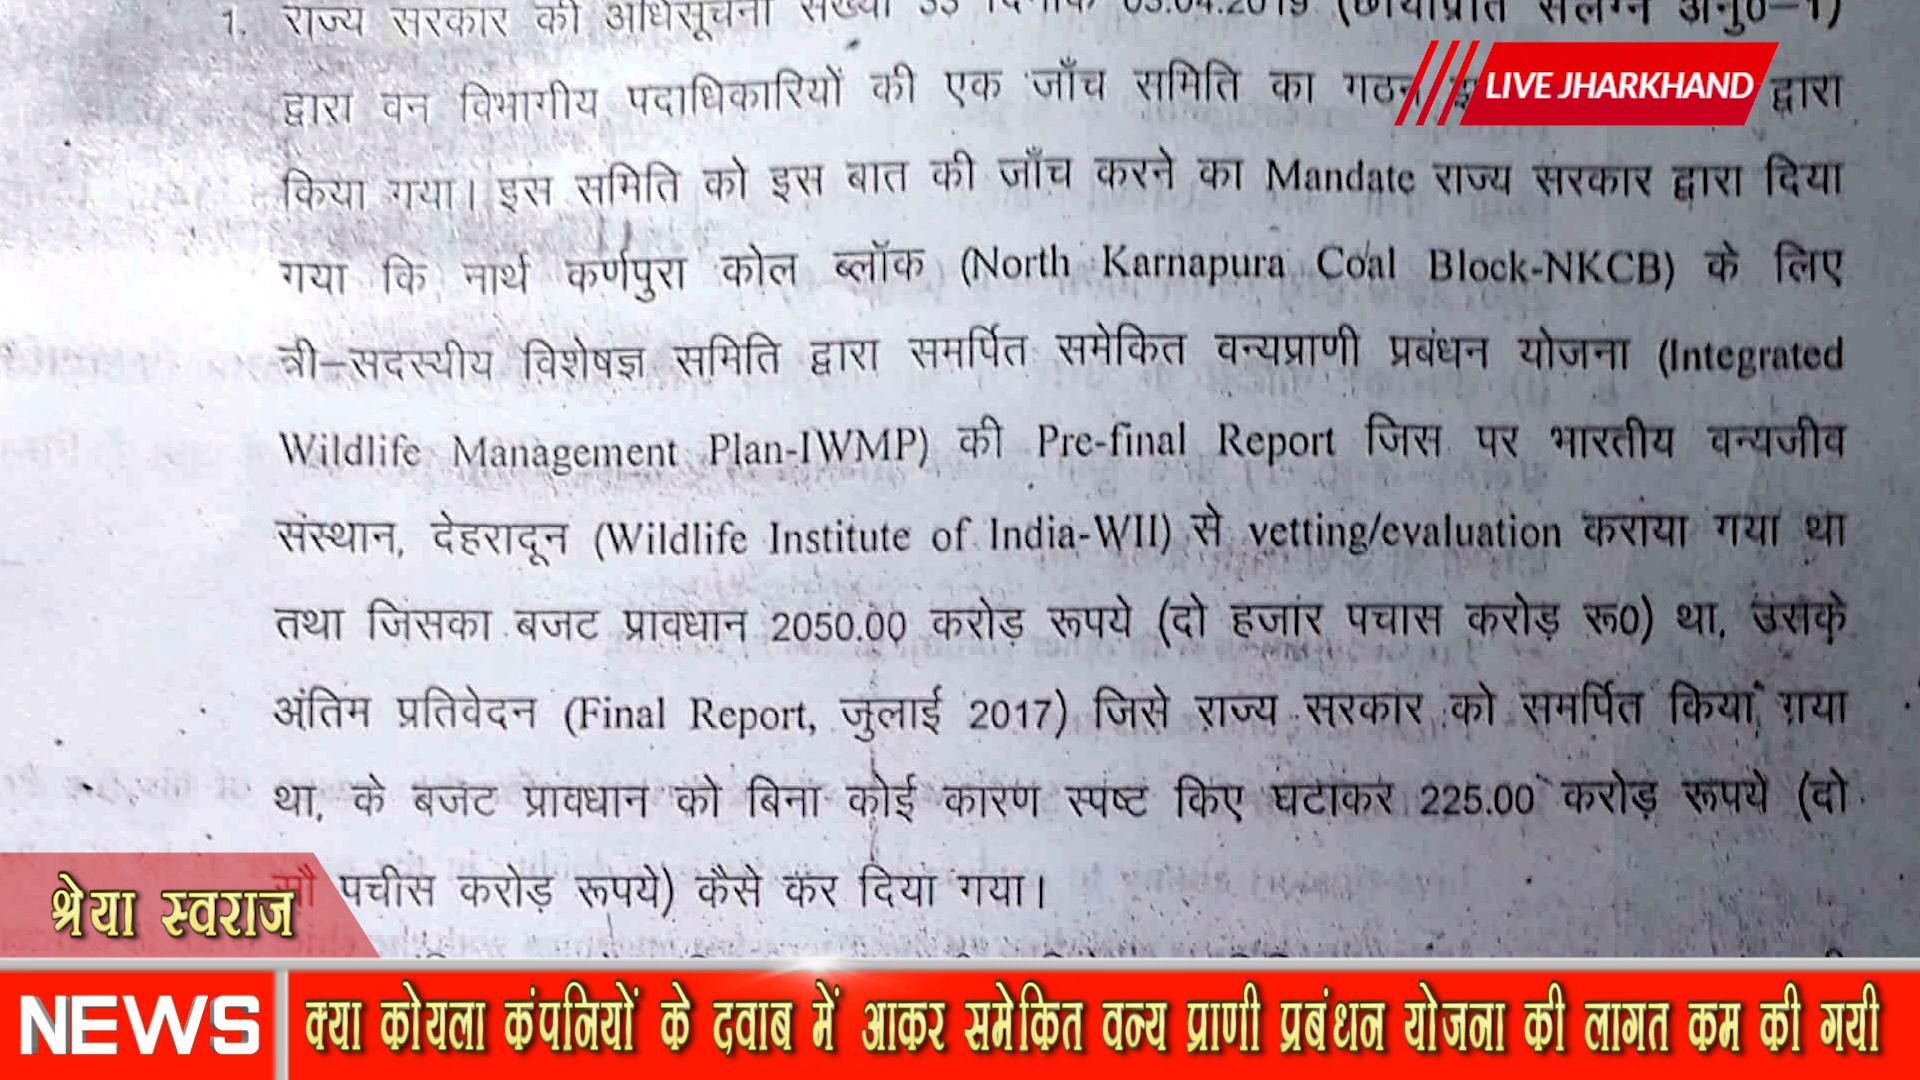 1. राज्य सरकार की अधिसूचना संख्या 33 दिनांक 03.04.2019 (छायाप्रति संलग्न अनु0–1)
द्वारा वन विभागीय पदाधिकारियों की एक जाँच समिति का गठन द्वारा
LIVE JHARKHAND
किया गया। इस समिति को इस बात की जाँच करने का Mandate राज्य सरकार द्वारा दिया
गया कि नार्थ कर्णपुरा कोल ब्लॉक (North Karnapura Coal Block-NKCB) के लिए
त्री–सदस्यीय विशेषज्ञ समिति द्वारा समर्पित समेकित वन्यप्राणी प्रबंधन योजना (Integrated
Wildlife Management Plan-IWMP) की Pre-final Report जिस पर भारतीय वन्यजीव
संस्थान, देहरादून (Wildlife Institute of India-WII) से vetting/evaluation कराया गया था
तथा जिसका बजट प्रावधान 2050.00 करोड़ रूपये (दो हजार पचास करोड़ रू0) था, उसके
अंतिम प्रतिवेदन (Final Report, जुलाई 2017) जिसे राज्य सरकार को समर्पित किया गया
था, के बजट प्रावधान को बिना कोई कारण स्पष्ट किए घटाकर 225.00 करोड़ रूपये (दो
सौ पचीस करोड़ रूपये) कैसे कर दिया गया।
श्रेया स्वराज
NEWS क्या कोयला कंपनियों के दवाब में आकर समेकित वन्य प्राणी प्रबंधन योजना की लागत कम की गयी